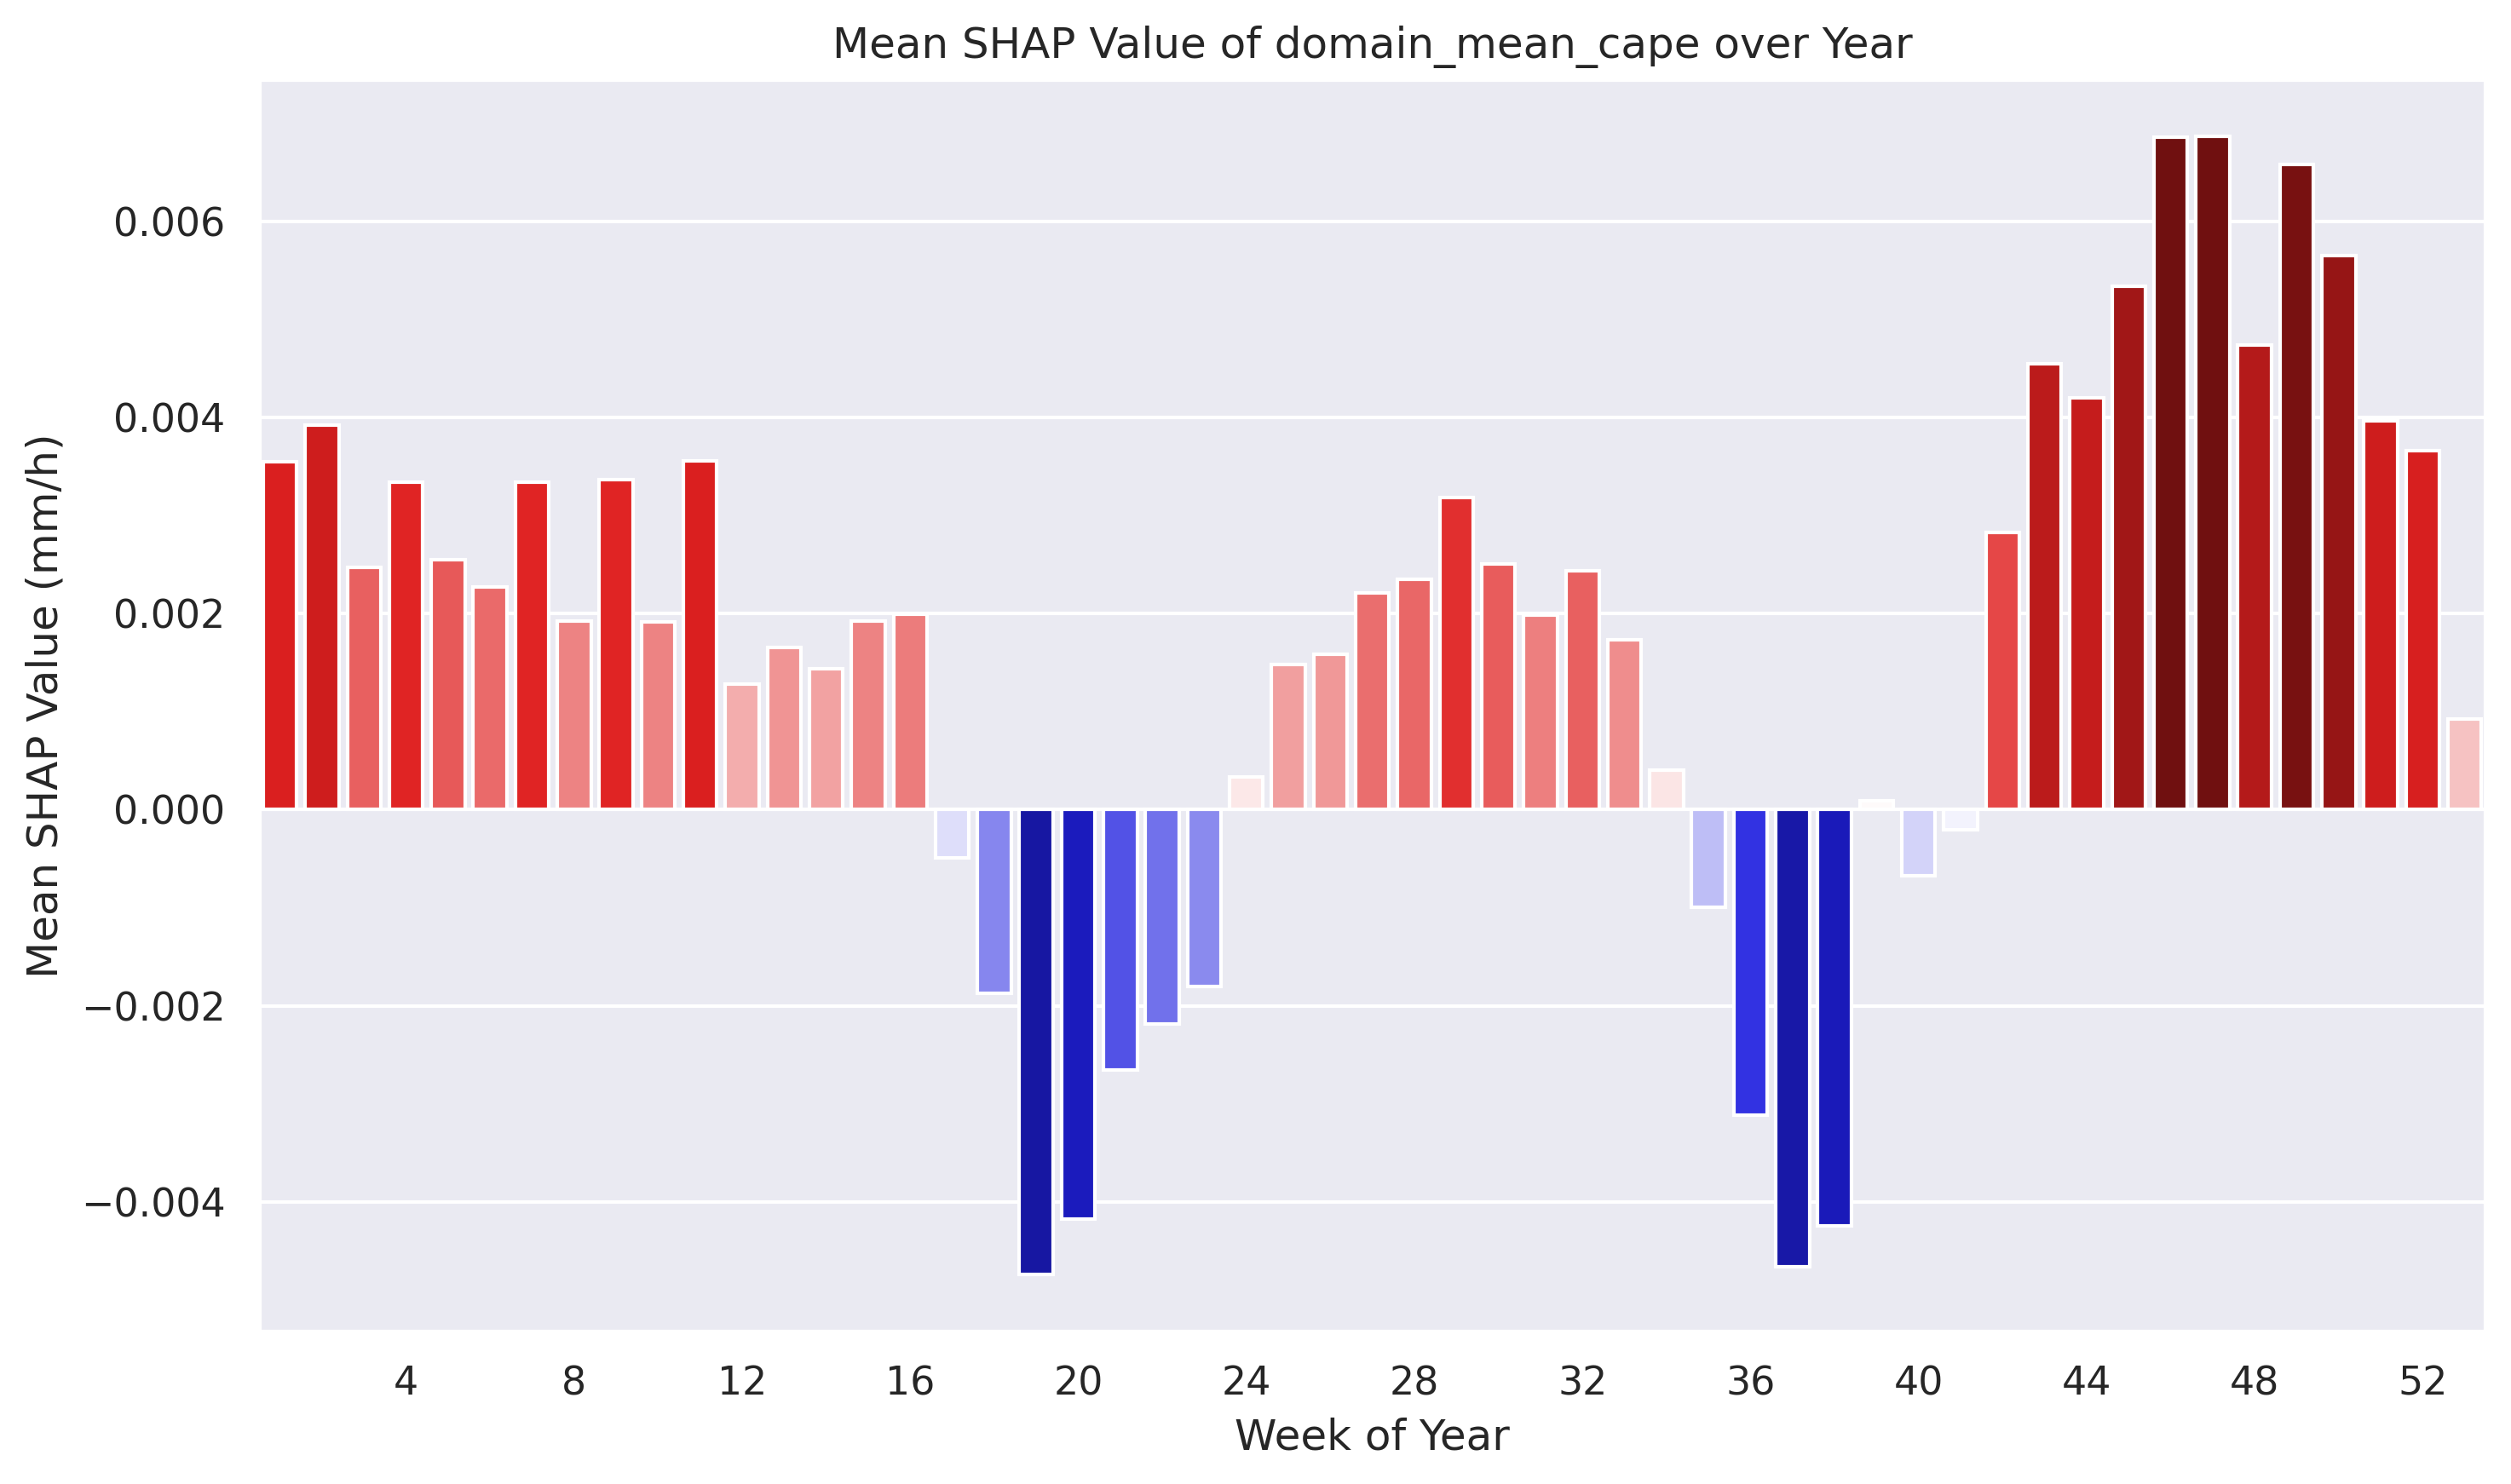 Mean SHAP Value of domain_mean_cape over Year
Mean SHAP Value (mm/h)
0.006
0.004
0.002
0.000
−0.002
−0.004
4 8 12 16 20 24 28 32 36 40 44 48 52
Week of Year